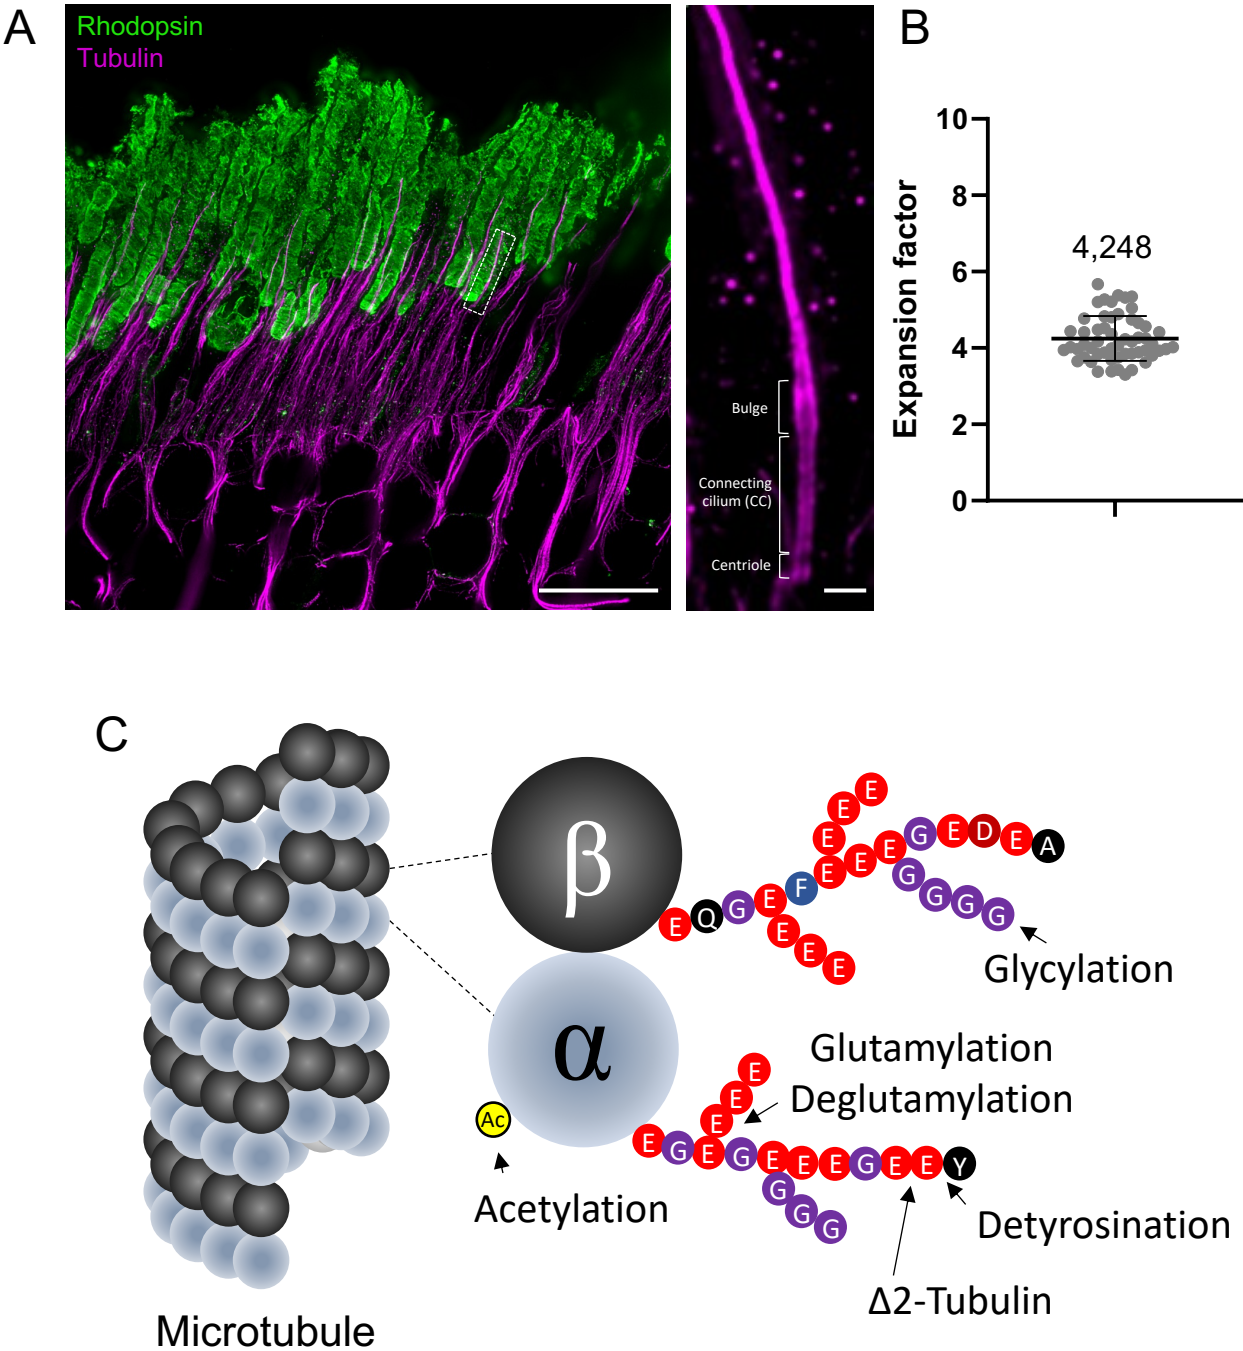 A
Rhodopsin
Tubulin
Bulge
Connecting
cilium (CC)
Centriole
B
10
8
6
4
2
0
Expansion factor
4,248
C
Microtubule
β
α
E Q G E F E E E G E D E A
E E E
E E E
G G G G
Glycylation
Glutamylation
Deglutamylation
E E E
E G E G E E E G E E Y
G G G
Ac
Acetylation
Detyrosination
Δ2-Tubulin